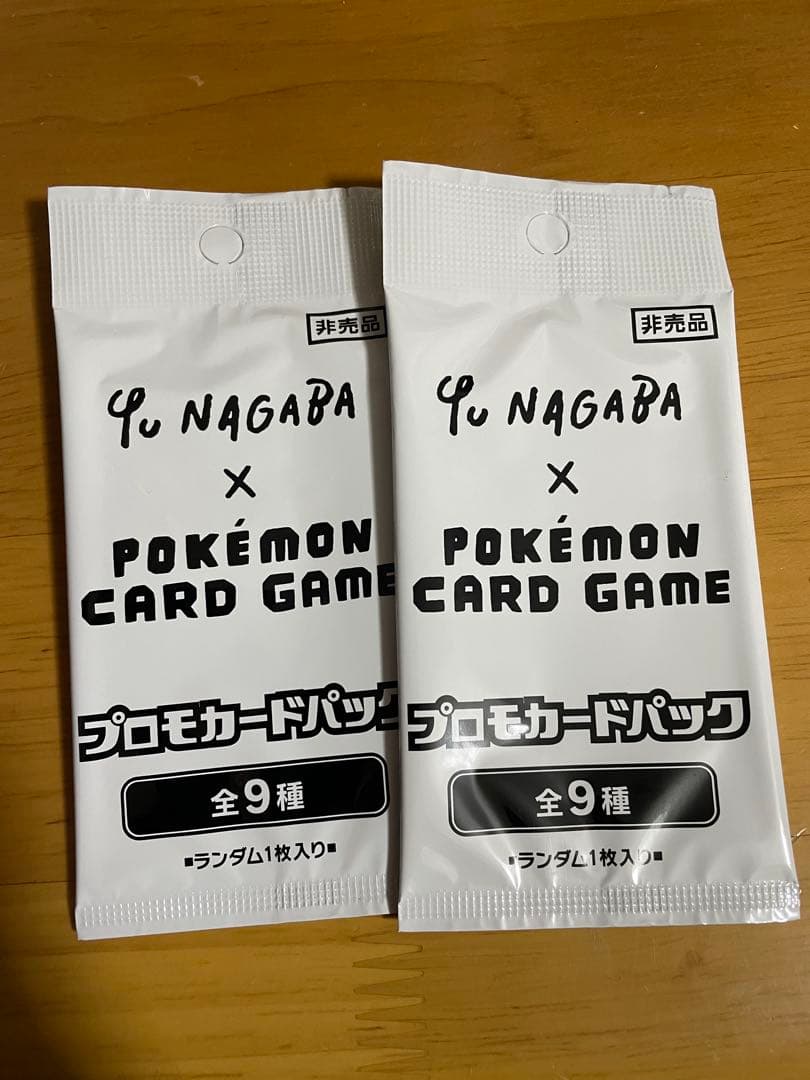 非売品
Yu NAGABA
×
POKÉMON
CARD GAME
プロモカードパック
全9種
■ランダム1枚入り■
非売品
Yu NAGABA
×
POKÉMON
CARD GAME
プロモカードパック
全9種
■ランダム1枚入り■